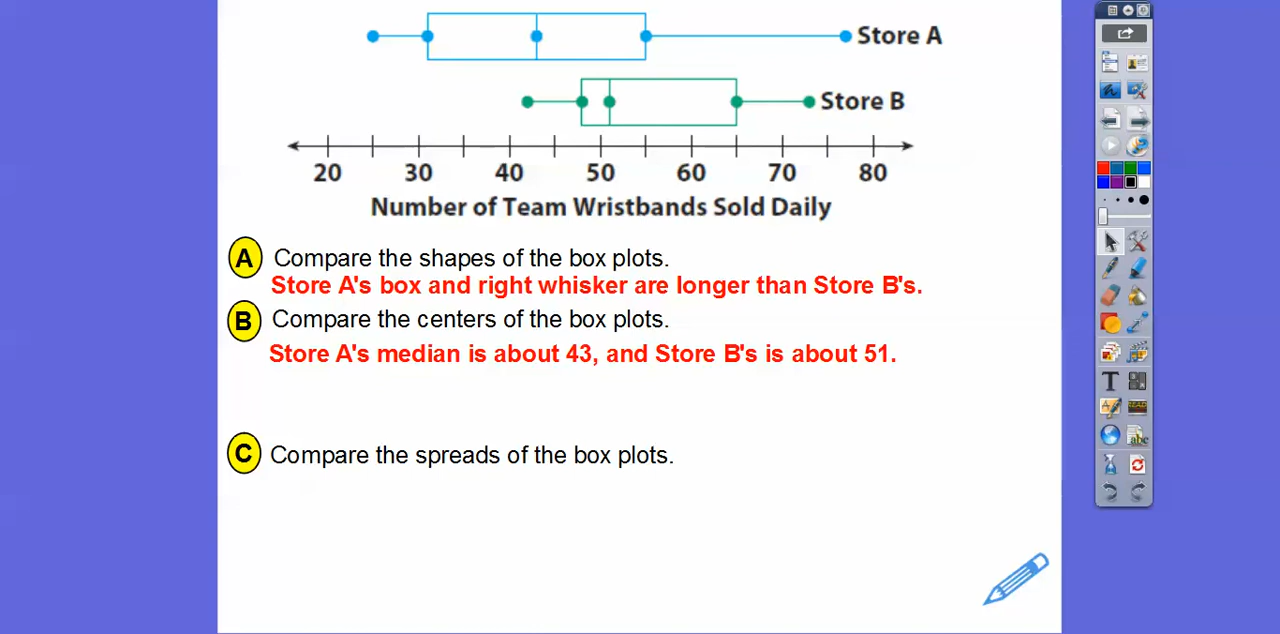 Store A
Store B
20 30 40 50 60 70 80
Number of Team Wristbands Sold Daily
A Compare the shapes of the box plots.
Store A's box and right whisker are longer than Store B's.
B Compare the centers of the box plots.
Store A's median is about 43, and Store B's is about 51.
C Compare the spreads of the box plots.
T
abc